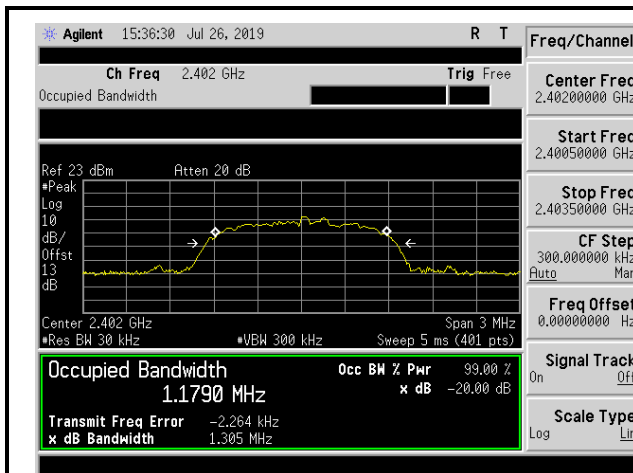 Agilent 15:36:30 Jul 26, 2019 R T
Ch Freq 2.402 GHz Trig Free
Occupied Bandwidth
Ref 23 dBm Atten 20 dB
#Peak
Log
10
dB/
Offst
13
dB
Center 2.402 GHz Span 3 MHz
#Res BW 30 kHz #VBW 300 kHz Sweep 5 ms (401 pts)
Occupied Bandwidth Occ BW % Pwr 99.00 %
1.1790 MHz x dB -20.00 dB
Transmit Freq Error -2.264 kHz
x dB Bandwidth 1.305 MHz
Freq/Channel
Center Freq
2.40200000 GHz
Start Freq
2.40050000 GHz
Stop Freq
2.40350000 GHz
CF Step
300.000000 kHz
Auto Man
Freq Offset
0.00000000 Hz
Signal Track
On Off
Scale Type
Log Lin